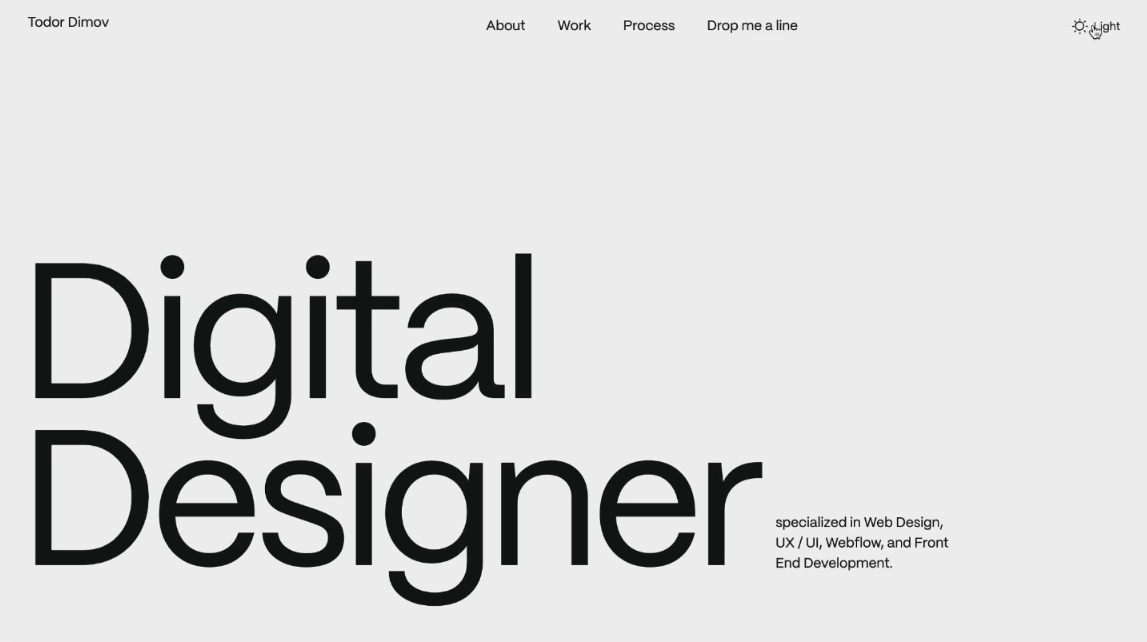 Todor Dimov
About Work Process Drop me a line
Light
Digital
Designer
specialized in Web Design,
UX / UI, Webflow, and Front
End Development.